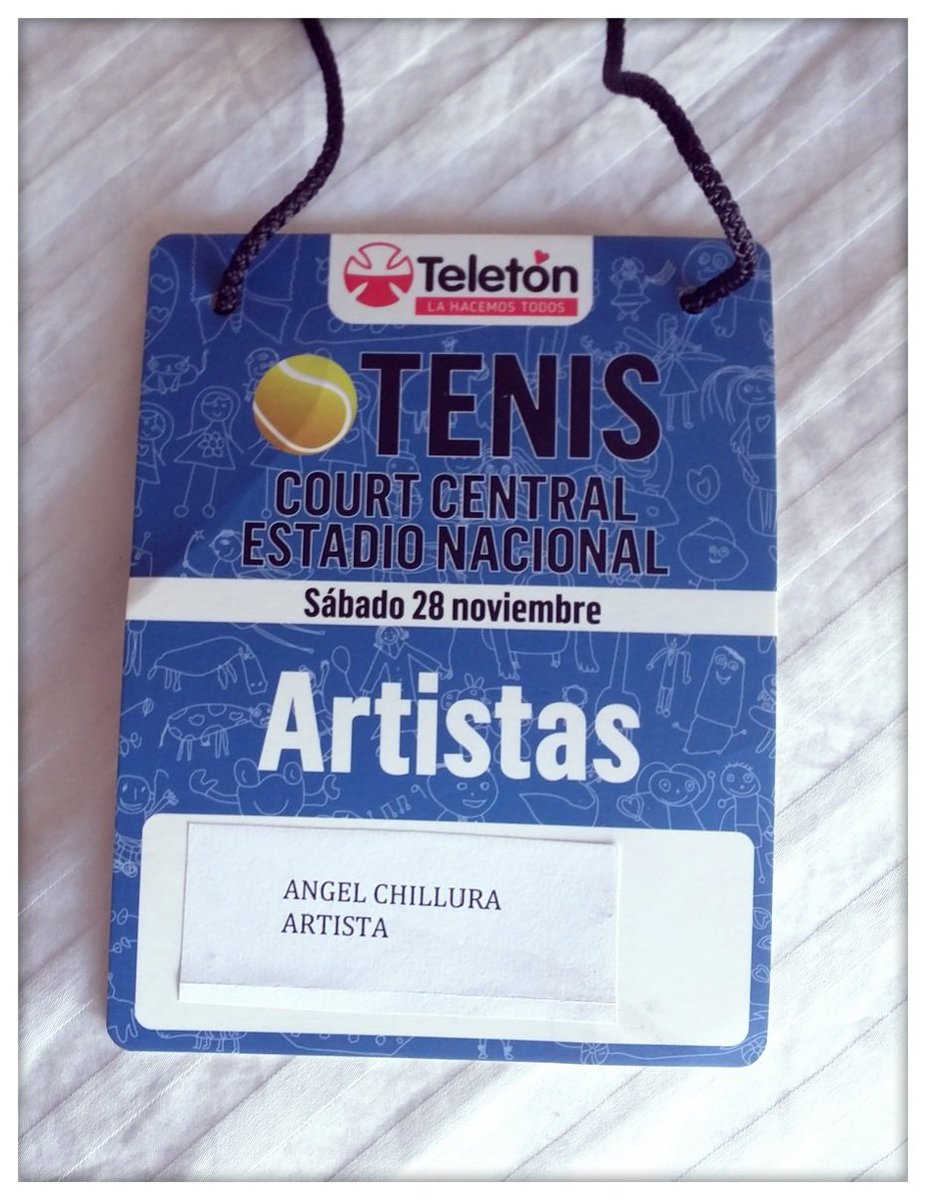 Teletón
LA HACEMOS TODOS
TENIS
COURT CENTRAL
ESTADIO NACIONAL
Sábado 28 noviembre
Artistas
ANGEL CHILLURA
ARTISTA